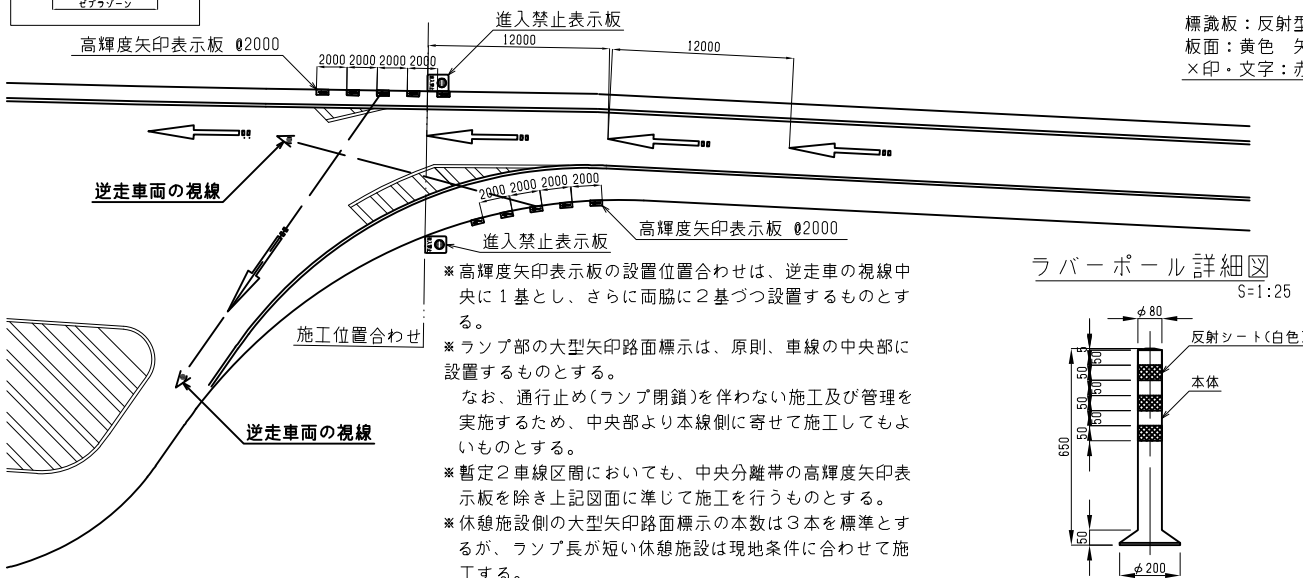 ゼブラゾーン
進入禁止表示板
標識板：反射型
高輝度矢印表示板 @2000
12000
12000
板面：黄色 矢
2000 2000 2000 2000
×印・文字：赤
逆走車両の視線
2000 2000 2000 2000
高輝度矢印表示板 @2000
進入禁止表示板
施工位置合わせ
逆走車両の視線
※高輝度矢印表示板の設置位置合わせは、逆走車の視線中
央に１基とし、さらに両脇に２基づつ設置するものとす
る。
※ランプ部の大型矢印路面標示は、原則、車線の中央部に
設置するものとする。
なお、通行止め(ランプ閉鎖)を伴わない施工及び管理を
実施するため、中央部より本線側に寄せて施工してもよ
いものとする。
※暫定２車線区間においても、中央分離帯の高輝度矢印表
示板を除き上記図面に準じて施工を行うものとする。
※休憩施設側の大型矢印路面標示の本数は３本を標準とす
るが、ランプ長が短い休憩施設は現地条件に合わせて施
工する。
ラバーポール詳細図
S=1:25
φ80
反射シート(白色)
本体
5
50
50
50
50
50
50
650
50
φ200